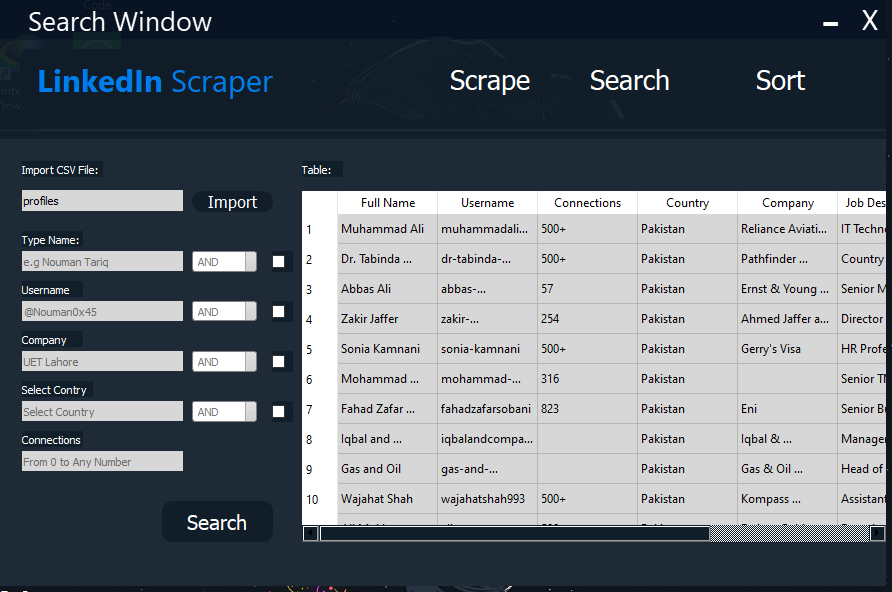 Search Window
X
LinkedIn Scraper
Scrape
Search
Sort
Import CSV File:
profiles
Import
Type Name:
e.g Nouman Tariq
AND
Username
@Nouman0x45
AND
Company
UET Lahore
AND
Select Contry
Select Country
AND
Connections
From 0 to Any Number
Search
Table:
Full Name Username Connections Country Company Job Des
1 Muhammad Ali muhammadali... 500+ Pakistan Reliance Aviati... IT Techn
2 Dr. Tabinda ... dr-tabinda-... 500+ Pakistan Pathfinder ... Country
3 Abbas Ali abbas-... 57 Pakistan Ernst & Young ... Senior M
4 Zakir Jaffer zakir-... 254 Pakistan Ahmed Jaffer a... Director
5 Sonia Kamnani sonia-kamnani 500+ Pakistan Gerry's Visa HR Profe
6 Mohammad ... mohammad-... 316 Pakistan Senior TM
7 Fahad Zafar ... fahadzafarsobani 823 Pakistan Eni Senior Bu
8 Iqbal and ... iqbalandcompa... Pakistan Iqbal & ... Manager
9 Gas and Oil gas-and-... Pakistan Gas & Oil ... Head of
10 Wajahat Shah wajahatshah993 500+ Pakistan Kompass ... Assistant